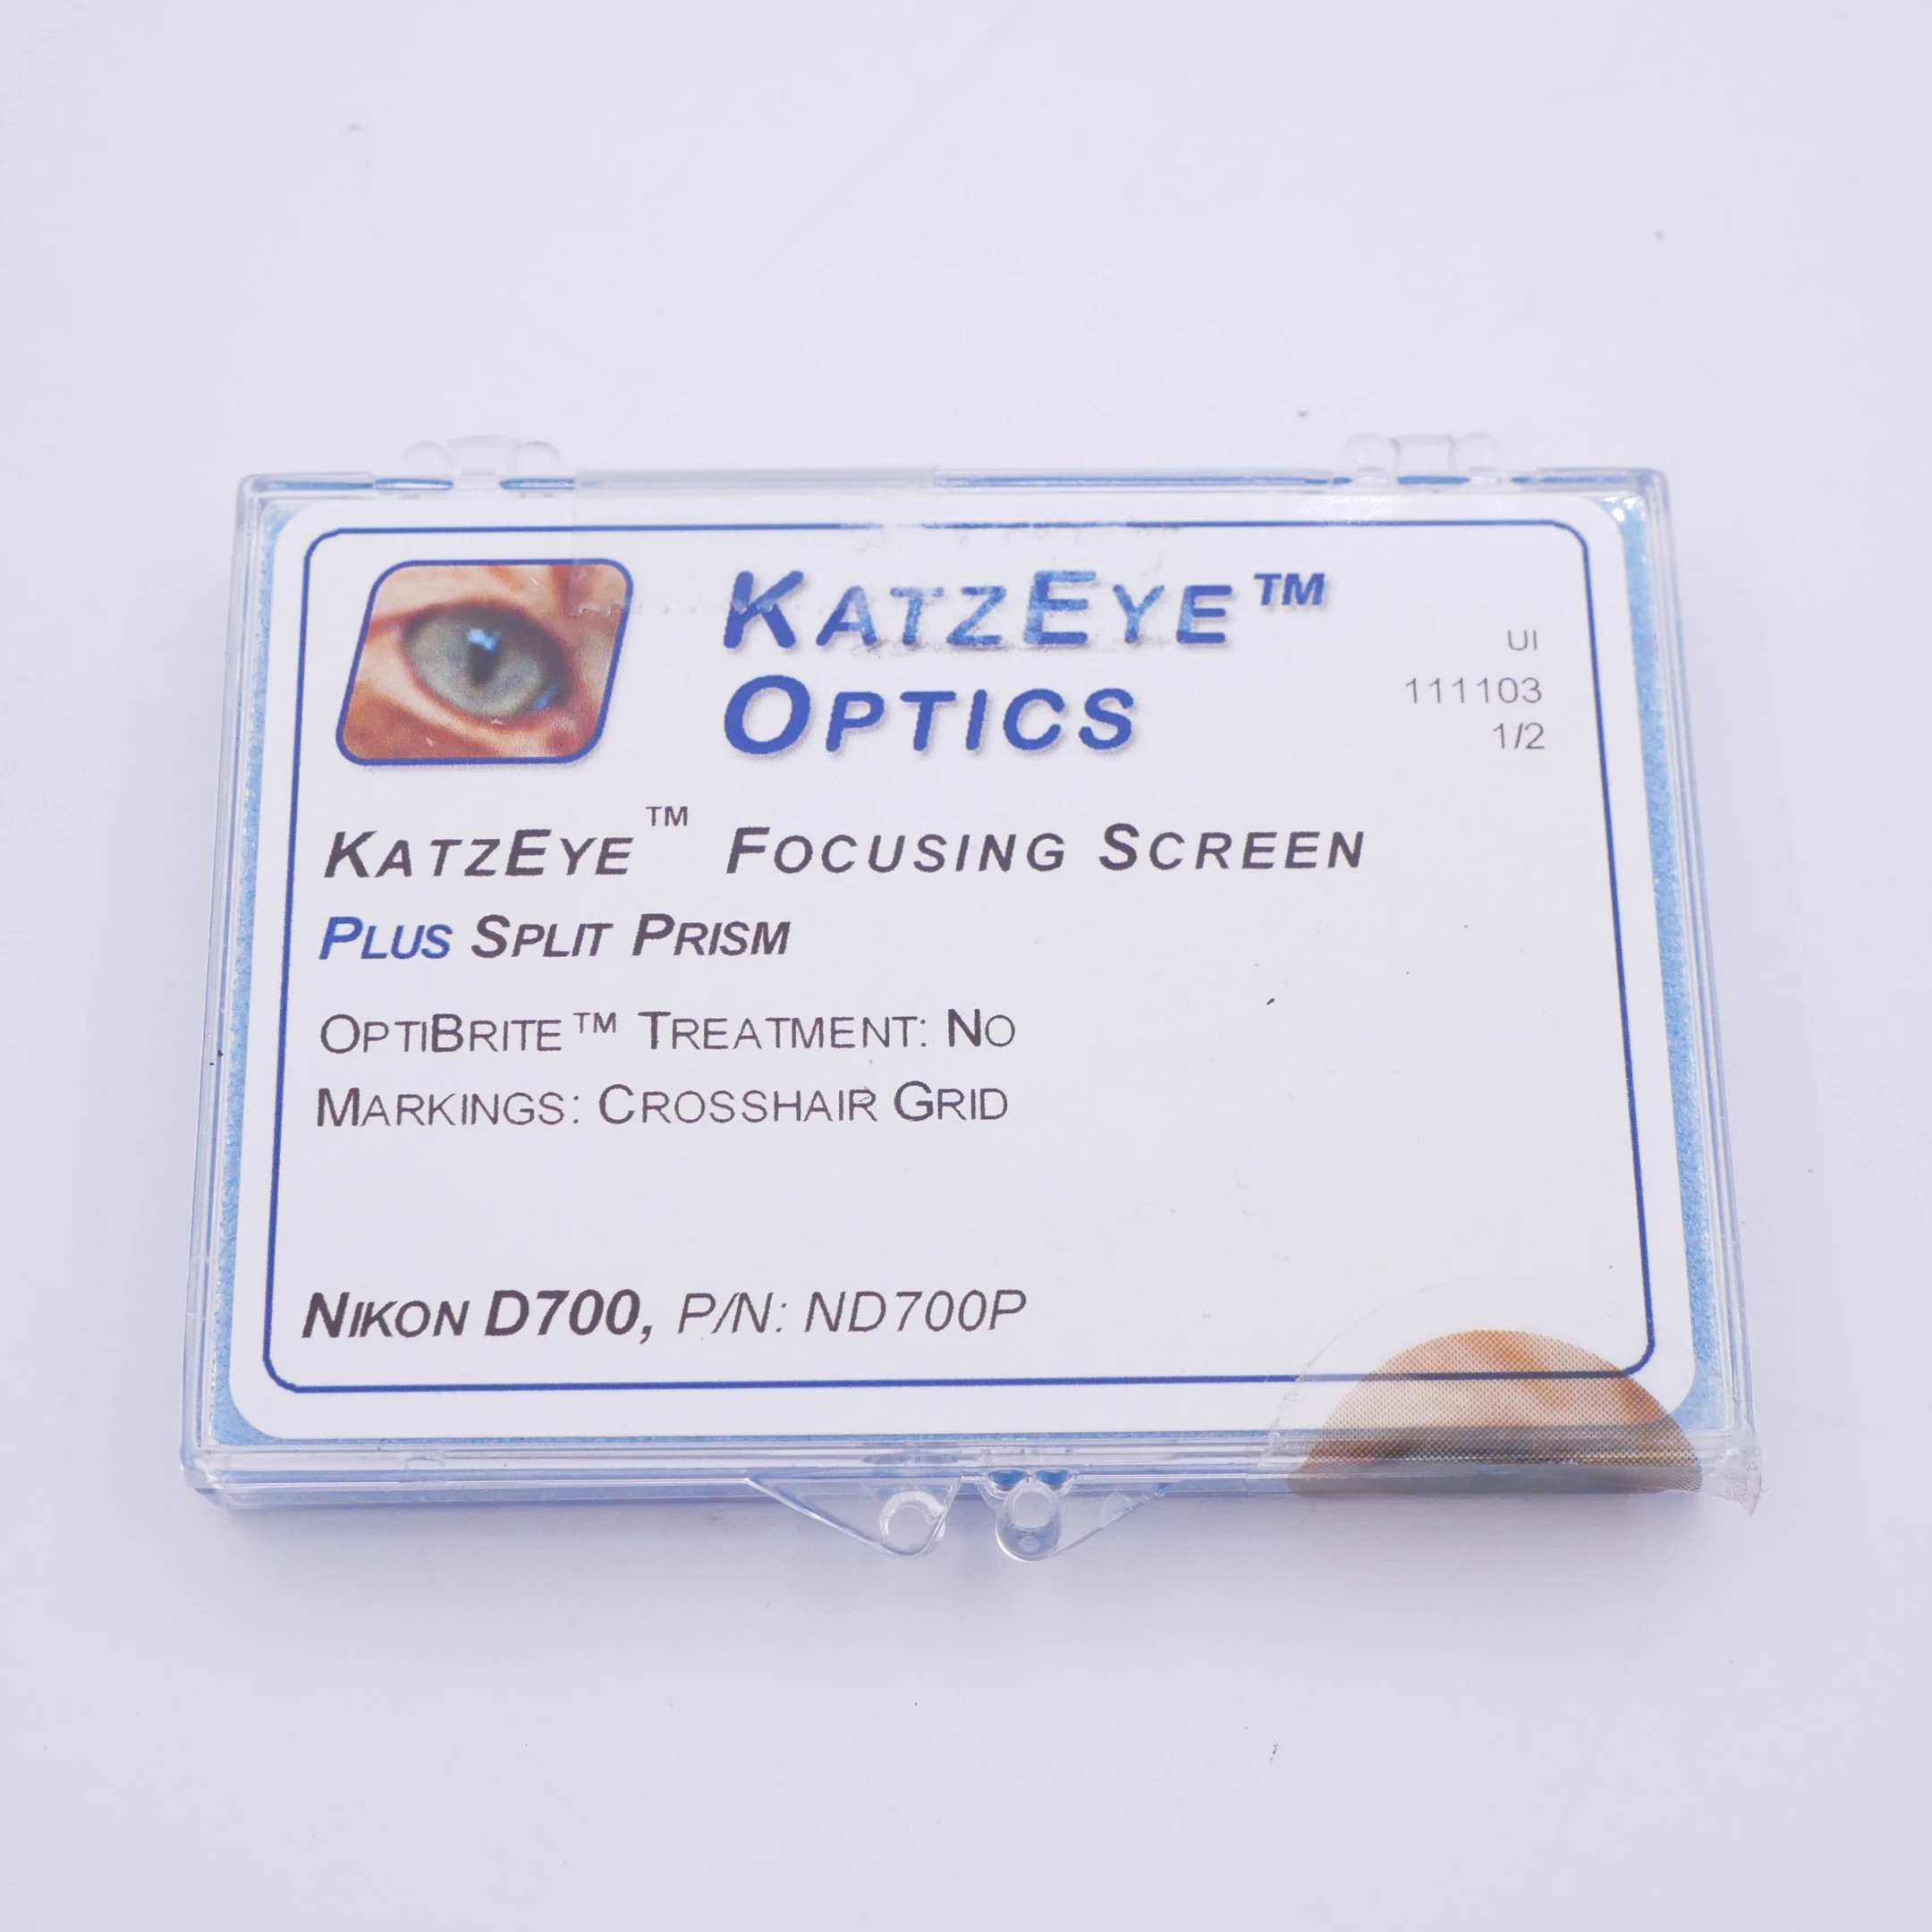 KATZEYE™
OPTICS
UI
111103
1/2
KATZEYE™ FOCUSING SCREEN
PLUS SPLIT PRISM
OPTIBRITE™ TREATMENT: NO
MARKINGS: CROSSHAIR GRID
NIKON D700, P/N: ND700P